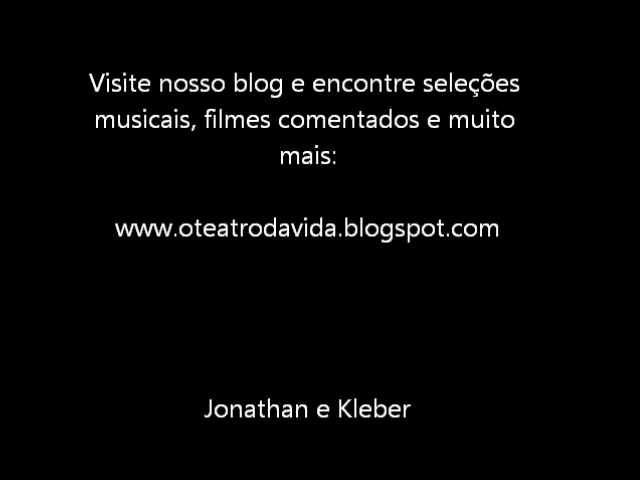 Visite nosso blog e encontre seleções
musicais, filmes comentados e muito
mais:
www.oteatrodavida.blogspot.com
Jonathan e Kleber